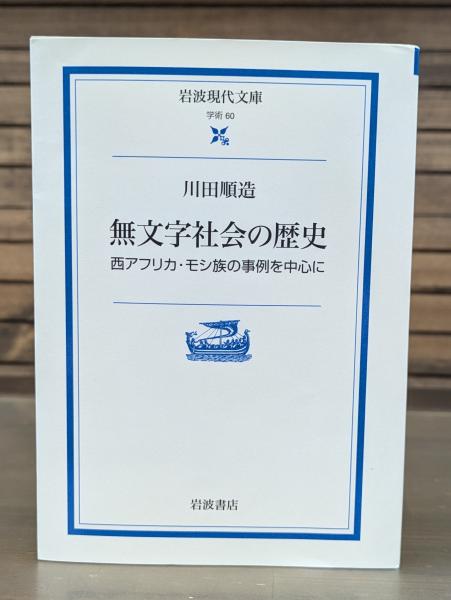 岩波現代文庫
学術 60
川田順造
無文字社会の歴史
西アフリカ・モシ族の事例を中心に
岩波書店